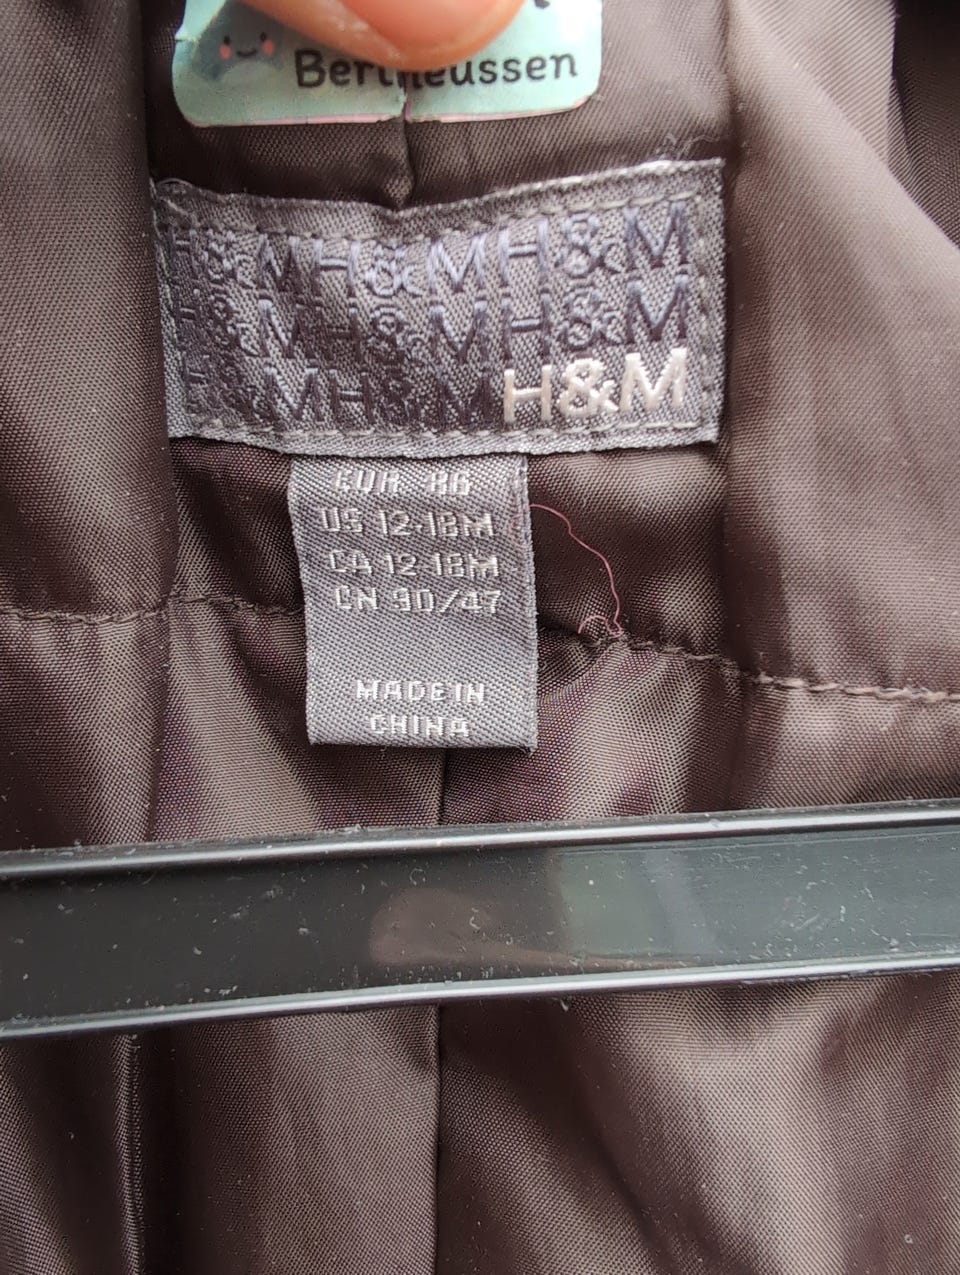 Bertheussen
H&MH&MH&M
H&MH&MH&M
H&MH&MH&M
EUR 86
US 12-18M
CA 12-18M
CN 90/47
MADE IN
CHINA